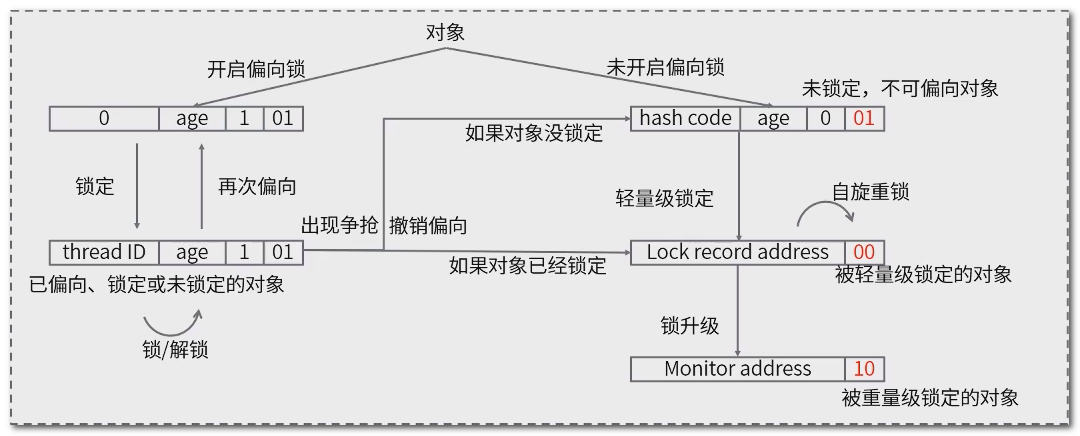 对象
开启偏向锁
未开启偏向锁
未锁定，不可偏向对象
0 age 1 01
hash code age 0 01
如果对象没锁定
锁定
再次偏向
轻量级锁定
自旋重锁
出现争抢 撤销偏向
thread ID age 1 01
Lock record address 00
如果对象已经锁定
被轻量级锁定的对象
已偏向、锁定或未锁定的对象
锁/解锁
锁升级
Monitor address 10
被重量级锁定的对象